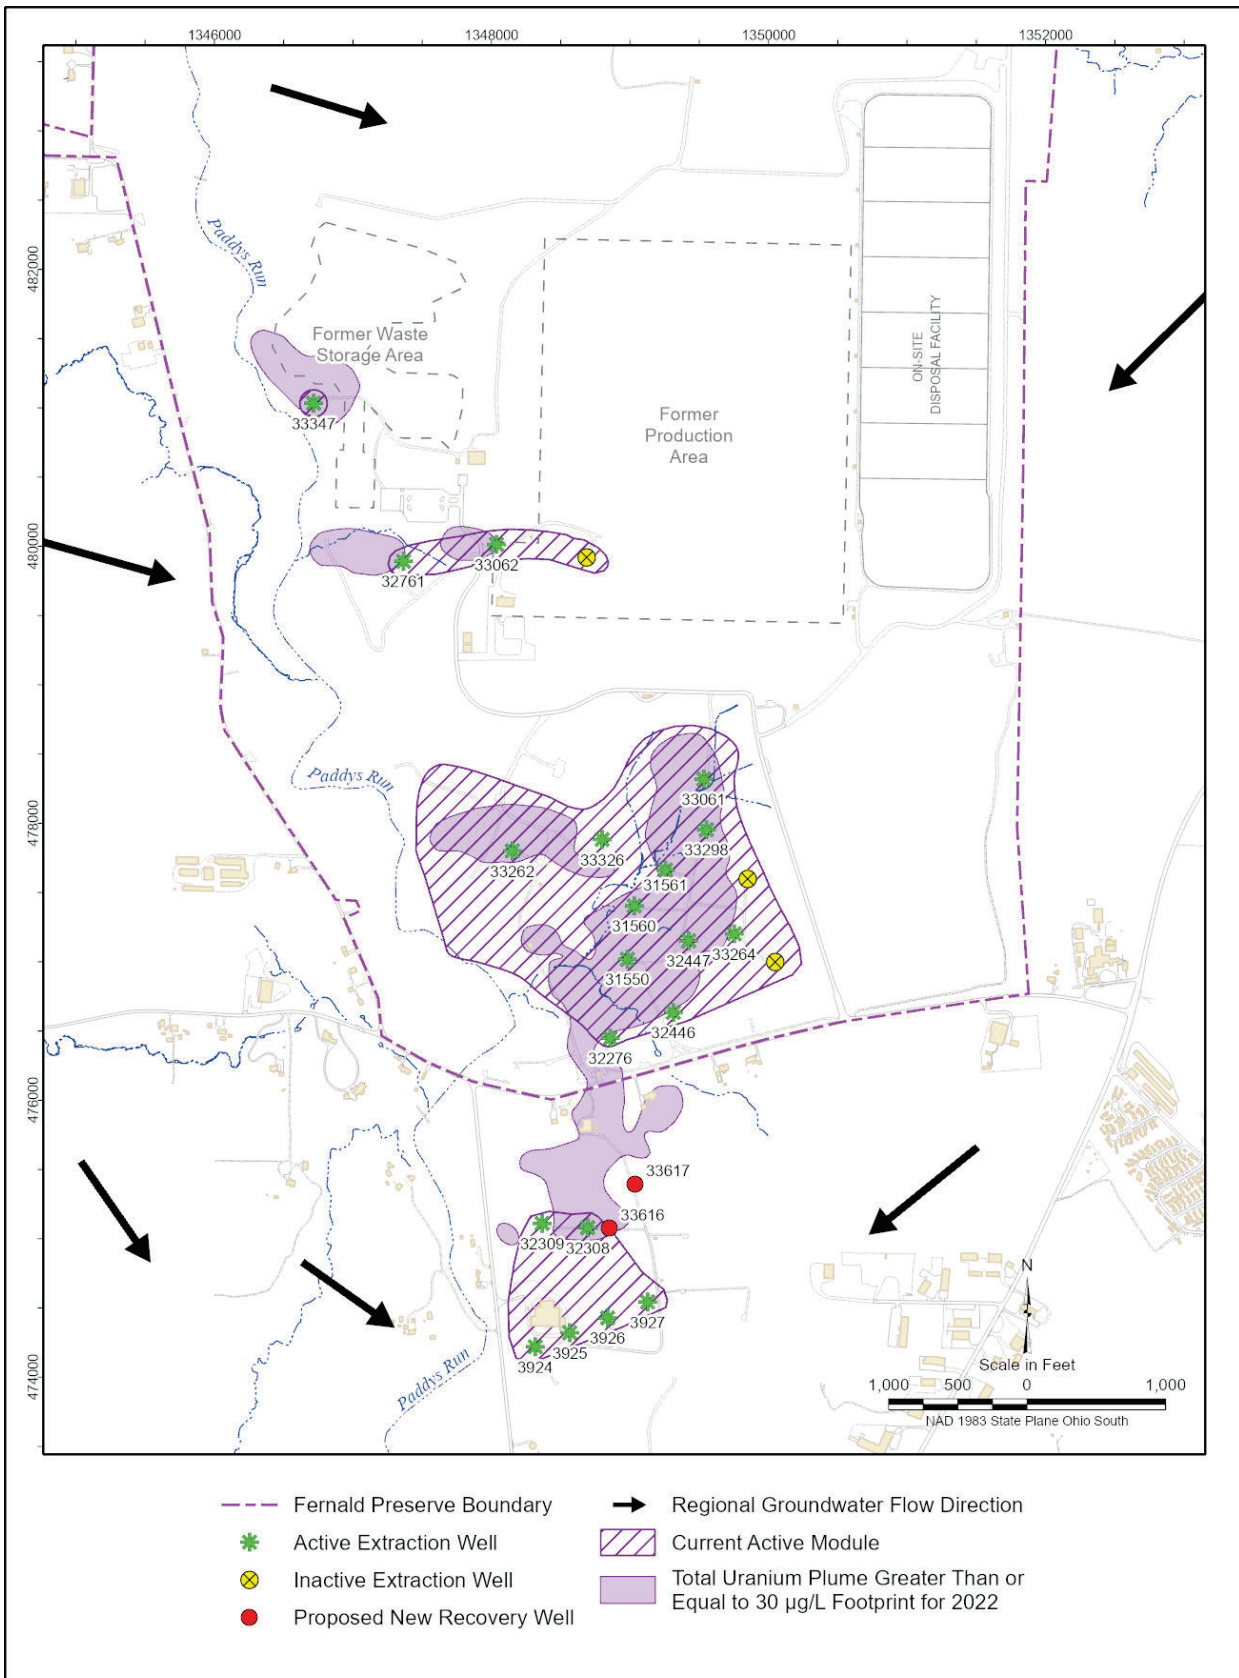 1346000
1348000
1350000
1352000
482000
480000
478000
476000
474000
Paddys Run
Former Waste
Storage Area
33347
Former
Production
Area
ON-SITE
DISPOSAL FACILITY
32761
33062
Paddys Run
33061
33298
33326
33262
31561
31560
32447
33264
31550
32446
32276
33617
33616
32309
32308
3927
3926
3925
3924
Paddys Run
N
Scale in Feet
1,000 500 0 1,000
NAD 1983 State Plane Ohio South
Fernald Preserve Boundary
Active Extraction Well
Inactive Extraction Well
Proposed New Recovery Well
Regional Groundwater Flow Direction
Current Active Module
Total Uranium Plume Greater Than or
Equal to 30 µg/L Footprint for 2022